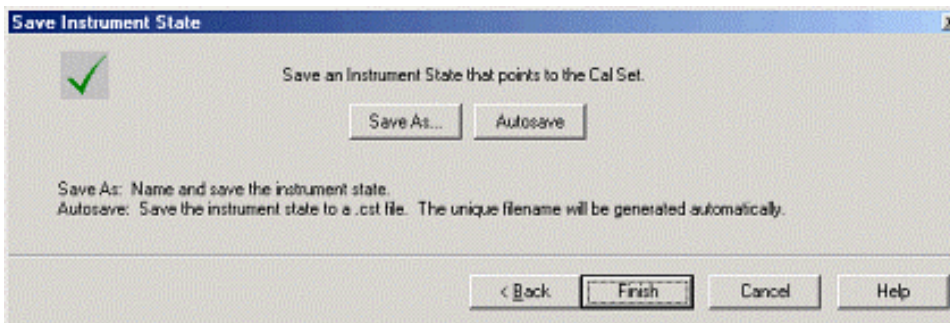 Save Instrument State
Save an Instrument State that points to the Cal Set.
Save As... Autosave
Save As: Name and save the instrument state.
Autosave: Save the instrument state to a .cst file. The unique filename will be generated automatically.
< Back Finish Cancel Help